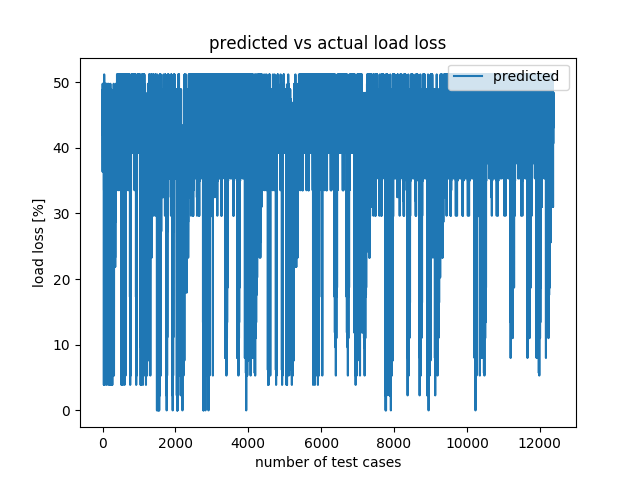 predicted vs actual load loss
predicted
load loss [%]
50
40
30
20
10
0
0 2000 4000 6000 8000 10000 12000
number of test cases